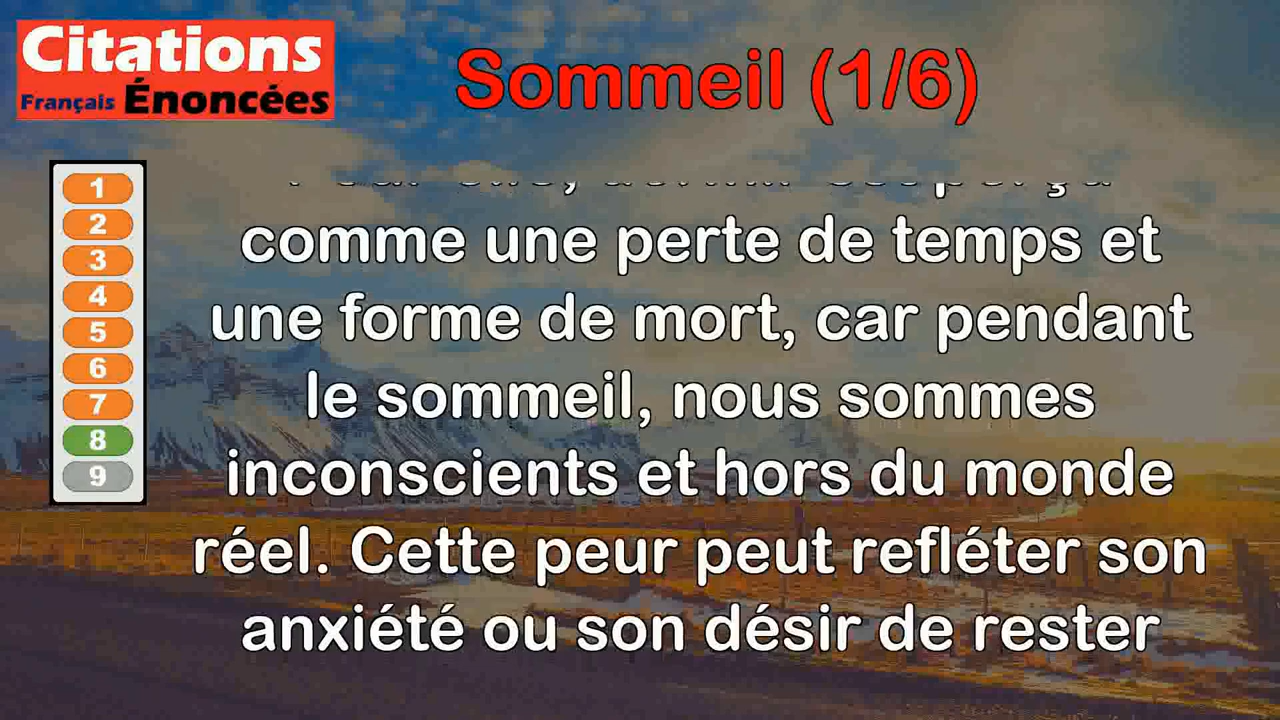 Citations
Français Énoncées
Sommeil (1/6)
1
2
3
4
5
6
7
8
9
comme une perte de temps et
une forme de mort, car pendant
le sommeil, nous sommes
inconscients et hors du monde
réel. Cette peur peut refléter son
anxiété ou son désir de rester